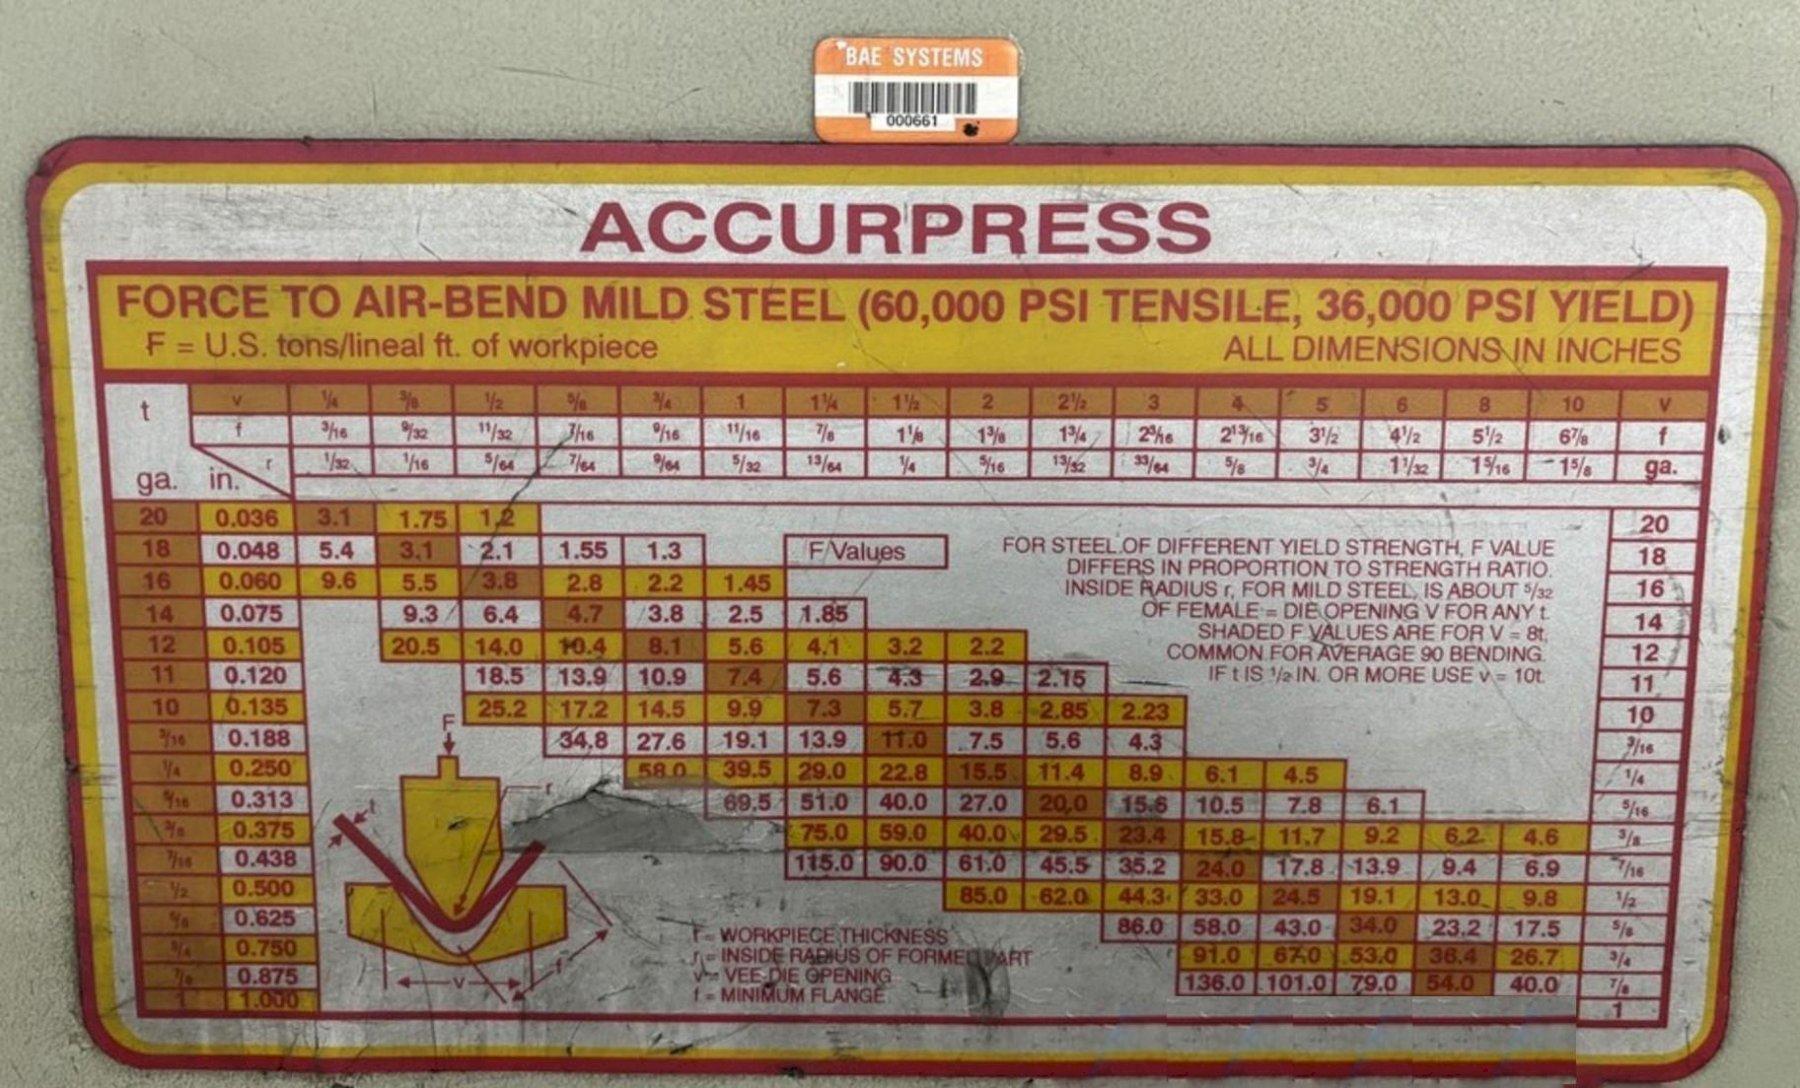 BAE SYSTEMS
000661
ACCURPRESS
FORCE TO AIR-BEND MILD STEEL (60,000 PSI TENSILE, 36,000 PSI YIELD)
F = U.S. tons/lineal ft. of workpiece ALL DIMENSIONS IN INCHES
t v 1/4 3/8 1/2 5/8 3/4 1 1 1/4 1 1/2 2 2 1/2 3 4 5 6 8 10 v
f 3/16 9/32 11/32 7/16 9/16 11/16 7/8 1 1/8 1 3/8 1 3/4 2 3/16 2 13/16 3 1/2 4 1/2 5 1/2 6 7/8 f
ga. in. r 1/32 1/16 5/64 7/64 9/64 5/32 13/64 1/4 5/16 13/32 33/64 5/8 3/4 1 1/32 1 5/16 1 5/8 ga.
20 0.036 3.1 1.75 1.2 20
18 0.048 5.4 3.1 2.1 1.55 1.3 18
16 0.060 9.6 5.5 3.8 2.8 2.2 1.45 16
14 0.075 9.3 6.4 4.7 3.8 2.5 1.85 14
12 0.105 20.5 14.0 10.4 8.1 5.6 4.1 3.2 2.2 12
11 0.120 18.5 13.9 10.9 7.4 5.6 4.3 2.9 2.15 11
10 0.135 25.2 17.2 14.5 9.9 7.3 5.7 3.8 2.85 2.23 10
3/16 0.188 34.8 27.6 19.1 13.9 11.0 7.5 5.6 4.3 3/16
1/4 0.250 58.0 39.5 29.0 22.8 15.5 11.4 8.9 6.1 4.5 1/4
5/16 0.313 69.5 51.0 40.0 27.0 20.0 15.6 10.5 7.8 6.1 5/16
3/8 0.375 75.0 59.0 40.0 29.5 23.4 15.8 11.7 9.2 6.2 4.6 3/8
7/16 0.438 115.0 90.0 61.0 45.5 35.2 24.0 17.8 13.9 9.4 6.9 7/16
1/2 0.500 85.0 62.0 44.3 33.0 24.5 19.1 13.0 9.8 1/2
5/8 0.625 86.0 58.0 43.0 34.0 23.2 17.5 5/8
3/4 0.750 91.0 67.0 53.0 36.4 26.7 3/4
7/8 0.875 136.0 101.0 79.0 54.0 40.0 7/8
1 1.000 1
F Values
FOR STEEL OF DIFFERENT YIELD STRENGTH, F VALUE
DIFFERS IN PROPORTION TO STRENGTH RATIO.
INSIDE RADIUS r, FOR MILD STEEL, IS ABOUT 5/32
OF FEMALE = DIE OPENING V FOR ANY t.
SHADED F VALUES ARE FOR V = 8t,
COMMON FOR AVERAGE 90 BENDING.
IF t IS 1/2 IN. OR MORE USE v = 10t.
F
r
t
f
v
= WORKPIECE THICKNESS
r = INSIDE RADIUS OF FORMED PART
v = VEE DIE OPENING
f = MINIMUM FLANGE